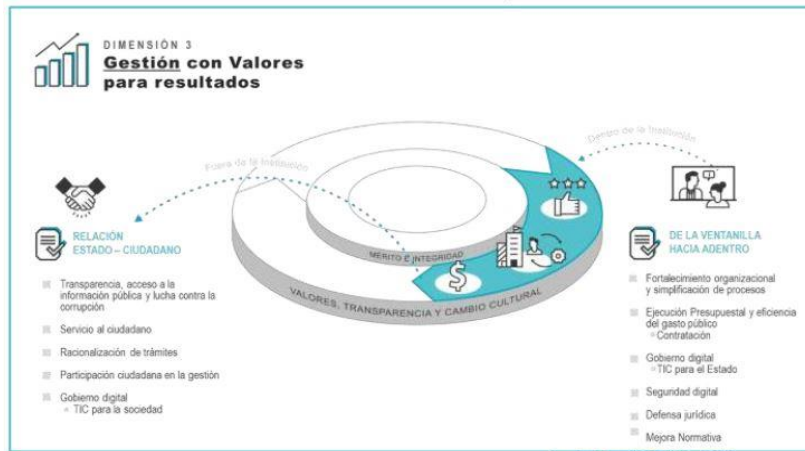 DIMENSIÓN 3
Gestión con Valores
para resultados
Fuera de la Institución
Dentro de la Institución
MÉRITO E INTEGRIDAD
VALORES, TRANSPARENCIA Y CAMBIO CULTURAL
$
RELACIÓN
ESTADO – CIUDADANO
Transparencia, acceso a la
información pública y lucha contra la
corrupción
Servicio al ciudadano
Racionalización de trámites
Participación ciudadana en la gestión
Gobierno digital
TIC para la sociedad
DE LA VENTANILLA
HACIA ADENTRO
Fortalecimiento organizacional
y simplificación de procesos
Ejecución Presupuestal y eficiencia
del gasto público
Contratación
Gobierno digital
TIC para el Estado
Seguridad digital
Defensa jurídica
Mejora Normativa